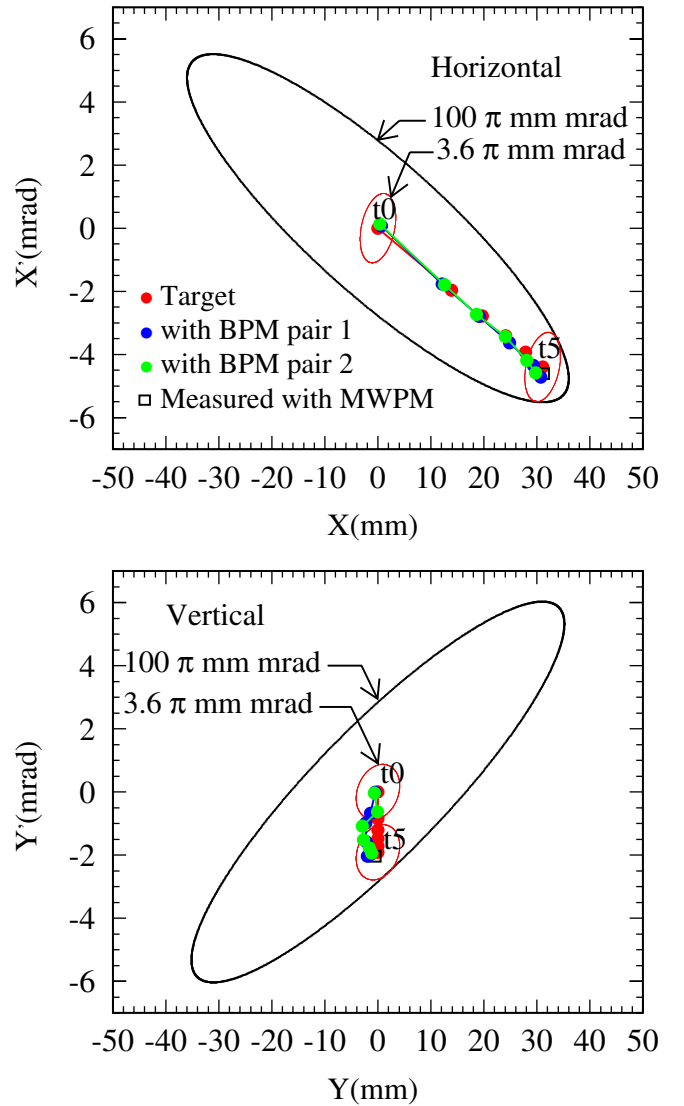 6
4
2
0
-2
-4
-6
X'(mrad)
Horizontal
100 π mm mrad
3.6 π mm mrad
t0
t5
Target
with BPM pair 1
with BPM pair 2
Measured with MWPM
-50 -40 -30 -20 -10 0 10 20 30 40 50
X(mm)
6
4
2
0
-2
-4
-6
Y'(mrad)
Vertical
100 π mm mrad
3.6 π mm mrad
t0
t5
-50 -40 -30 -20 -10 0 10 20 30 40 50
Y(mm)